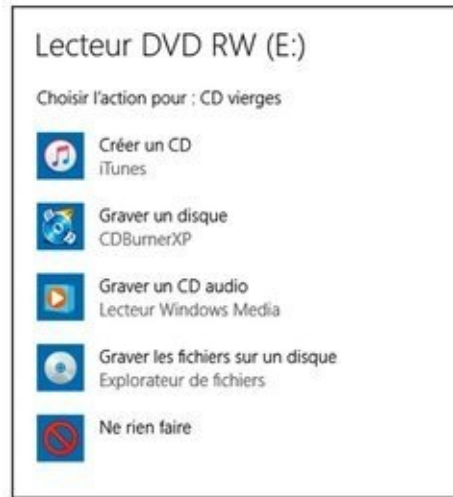 Lecteur DVD RW (E:)
Choisir l'action pour : CD vierges
Créer un CD
iTunes
Graver un disque
CDBurnerXP
Graver un CD audio
Lecteur Windows Media
Graver les fichiers sur un disque
Explorateur de fichiers
Ne rien faire